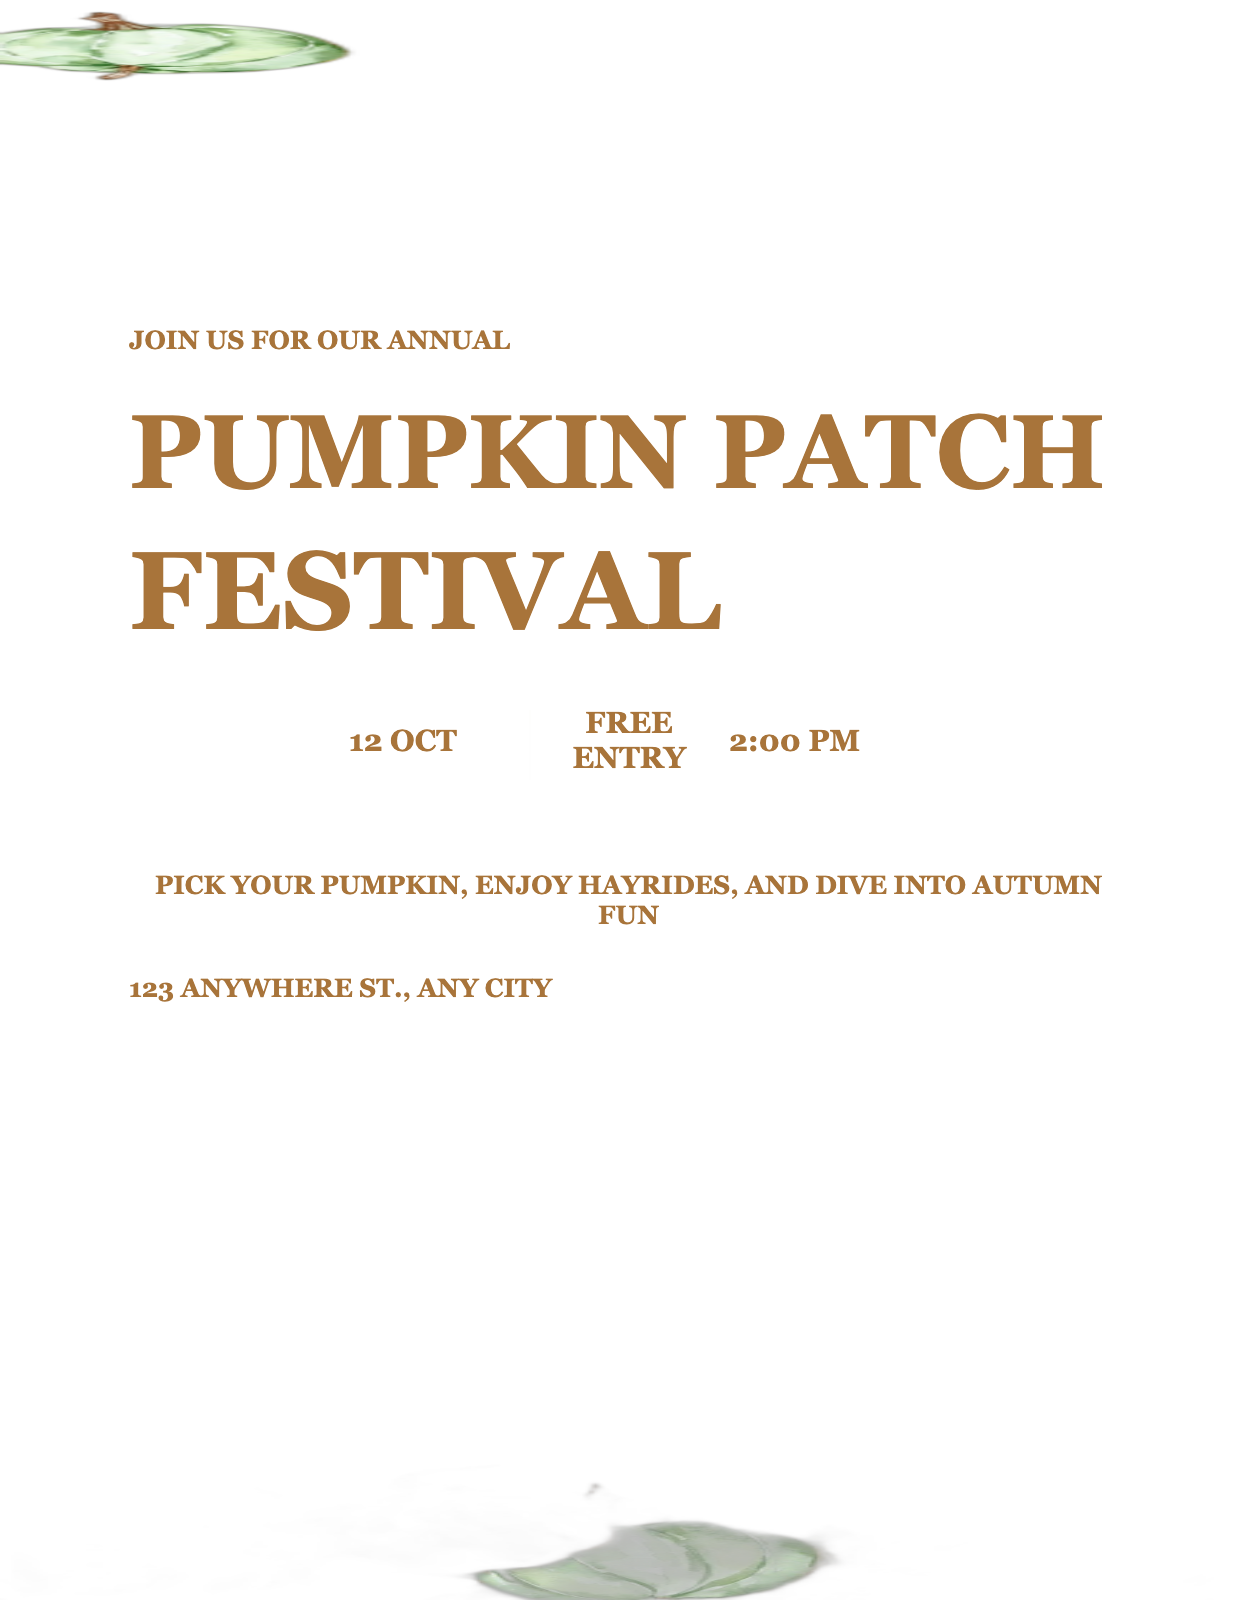 JOIN US FOR OUR ANNUAL
PUMPKIN PATCH
FESTIVAL
12 OCT
FREE
ENTRY
2:00 PM
PICK YOUR PUMPKIN, ENJOY HAYRIDES, AND DIVE INTO AUTUMN
FUN
123 ANYWHERE ST., ANY CITY